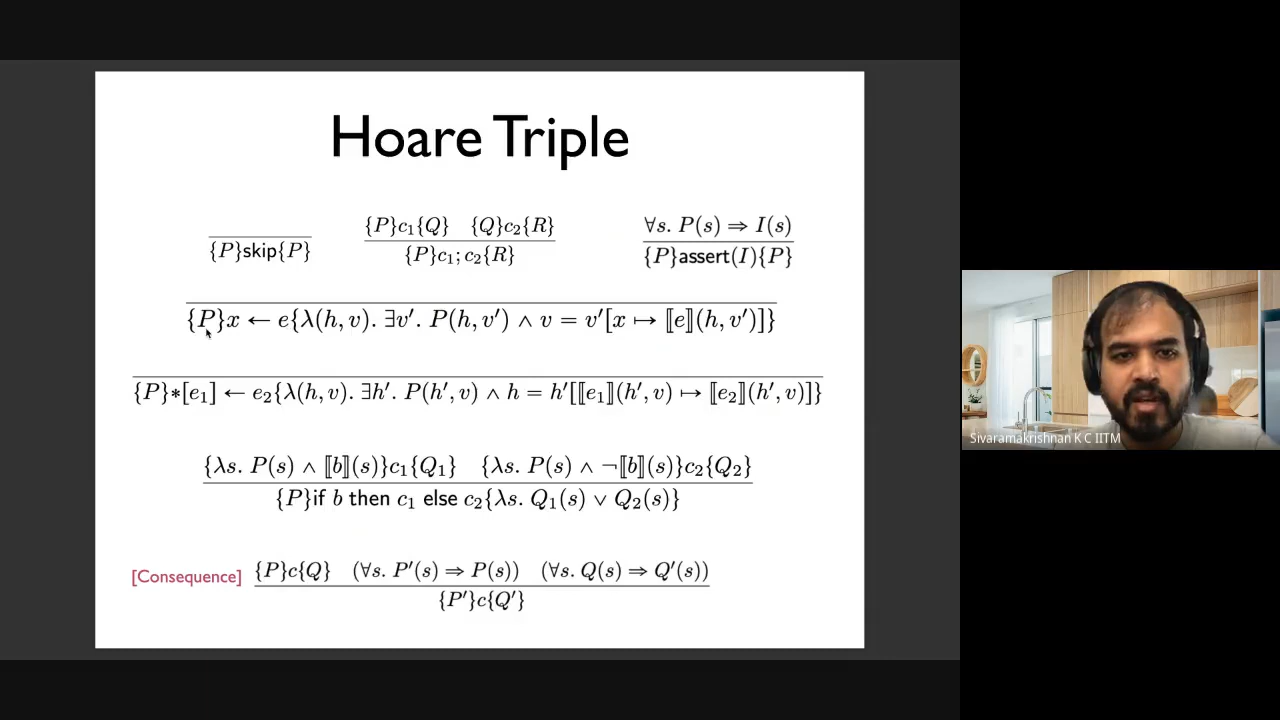 Hoare Triple
{P}skip{P}
{P}c₁{Q} {Q}c₂{R}
{P}c₁; c₂{R}
∀s. P(s) ⇒ I(s)
{P}assert(I){P}
{P}x ← e{λ(h, v). ∃v′. P(h, v′) ∧ v = v′[x ↦ ⟦e⟧(h, v′)]}
{P}*[e₁] ← e₂{λ(h, v). ∃h′. P(h′, v) ∧ h = h′[⟦e₁⟧(h′, v) ↦ ⟦e₂⟧(h′, v)]}
{λs. P(s) ∧ ⟦b⟧(s)}c₁{Q₁} {λs. P(s) ∧ ¬⟦b⟧(s)}c₂{Q₂}
{P}if b then c₁ else c₂{λs. Q₁(s) ∨ Q₂(s)}
[Consequence] {P}c{Q} (∀s. P′(s) ⇒ P(s)) (∀s. Q(s) ⇒ Q′(s))
{P′}c{Q′}
Sivaramakrishnan K C IITM